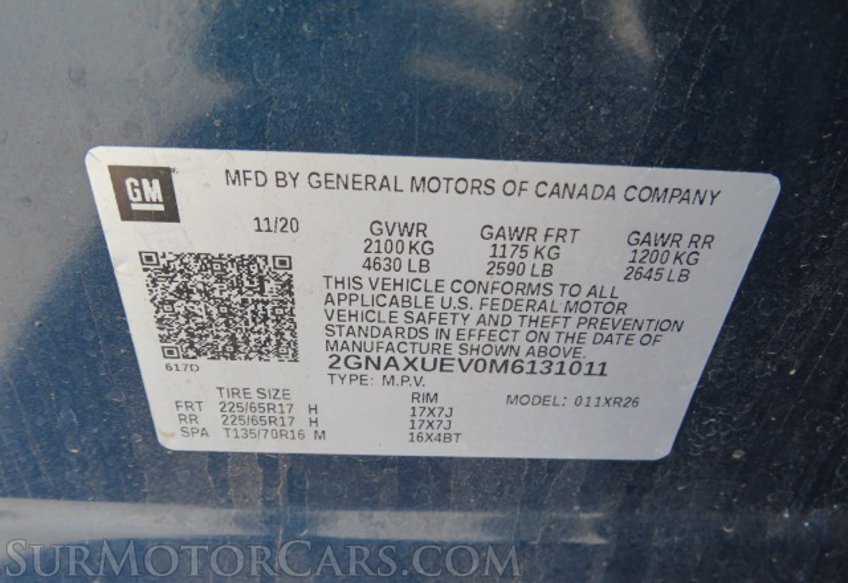 GM
MFD BY GENERAL MOTORS OF CANADA COMPANY
11/20 GVWR GAWR FRT GAWR RR
2100 KG 1175 KG 1200 KG
4630 LB 2590 LB 2645 LB
THIS VEHICLE CONFORMS TO ALL
APPLICABLE U.S. FEDERAL MOTOR
VEHICLE SAFETY AND THEFT PREVENTION
STANDARDS IN EFFECT ON THE DATE OF
MANUFACTURE SHOWN ABOVE.
617D 2GNAXUEV0M6131011
TYPE: M.P.V.
TIRE SIZE RIM MODEL: 011XR26
FRT 225/65R17 H 17X7J
RR 225/65R17 H 17X7J
SPA T135/70R16 M 16X4BT
SURMOTORCARS.COM